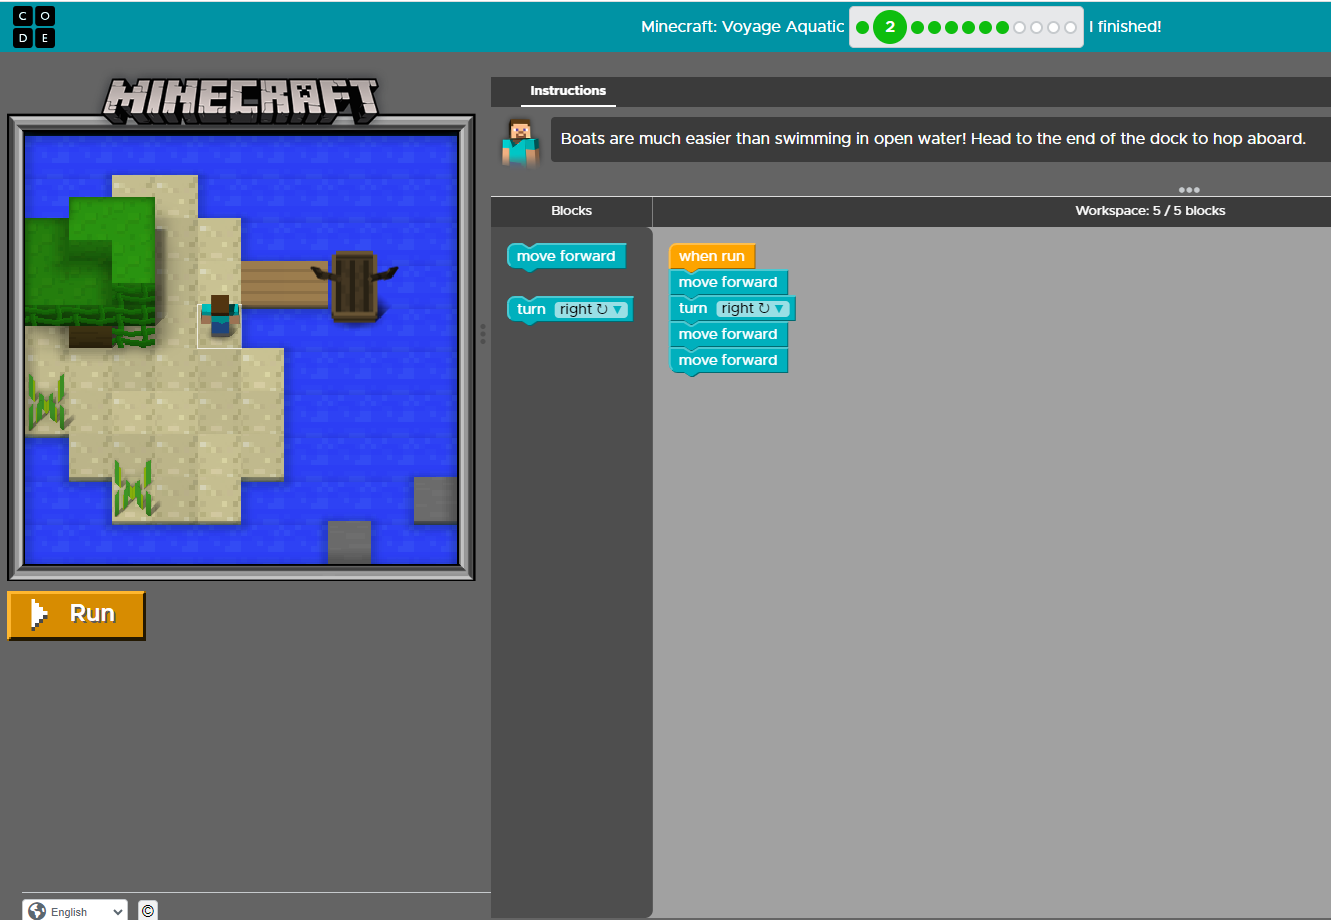 CO
DE
Minecraft: Voyage Aquatic
2
I finished!
MINECRAFT
Instructions
Boats are much easier than swimming in open water! Head to the end of the dock to hop aboard.
Blocks
Workspace: 5 / 5 blocks
move forward
turn right ↻ ▼
when run
move forward
turn right ↻ ▼
move forward
move forward
Run
English
©